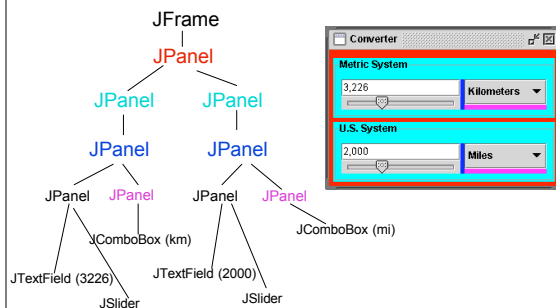 JFrame
JPanel
JPanel JPanel
JPanel JPanel
JPanel JPanel JPanel JPanel
JComboBox (km)
JComboBox (mi)
JTextField (3226) JTextField (2000)
JSlider JSlider
Converter
Metric System
3,226 Kilometers
U.S. System
2,000 Miles